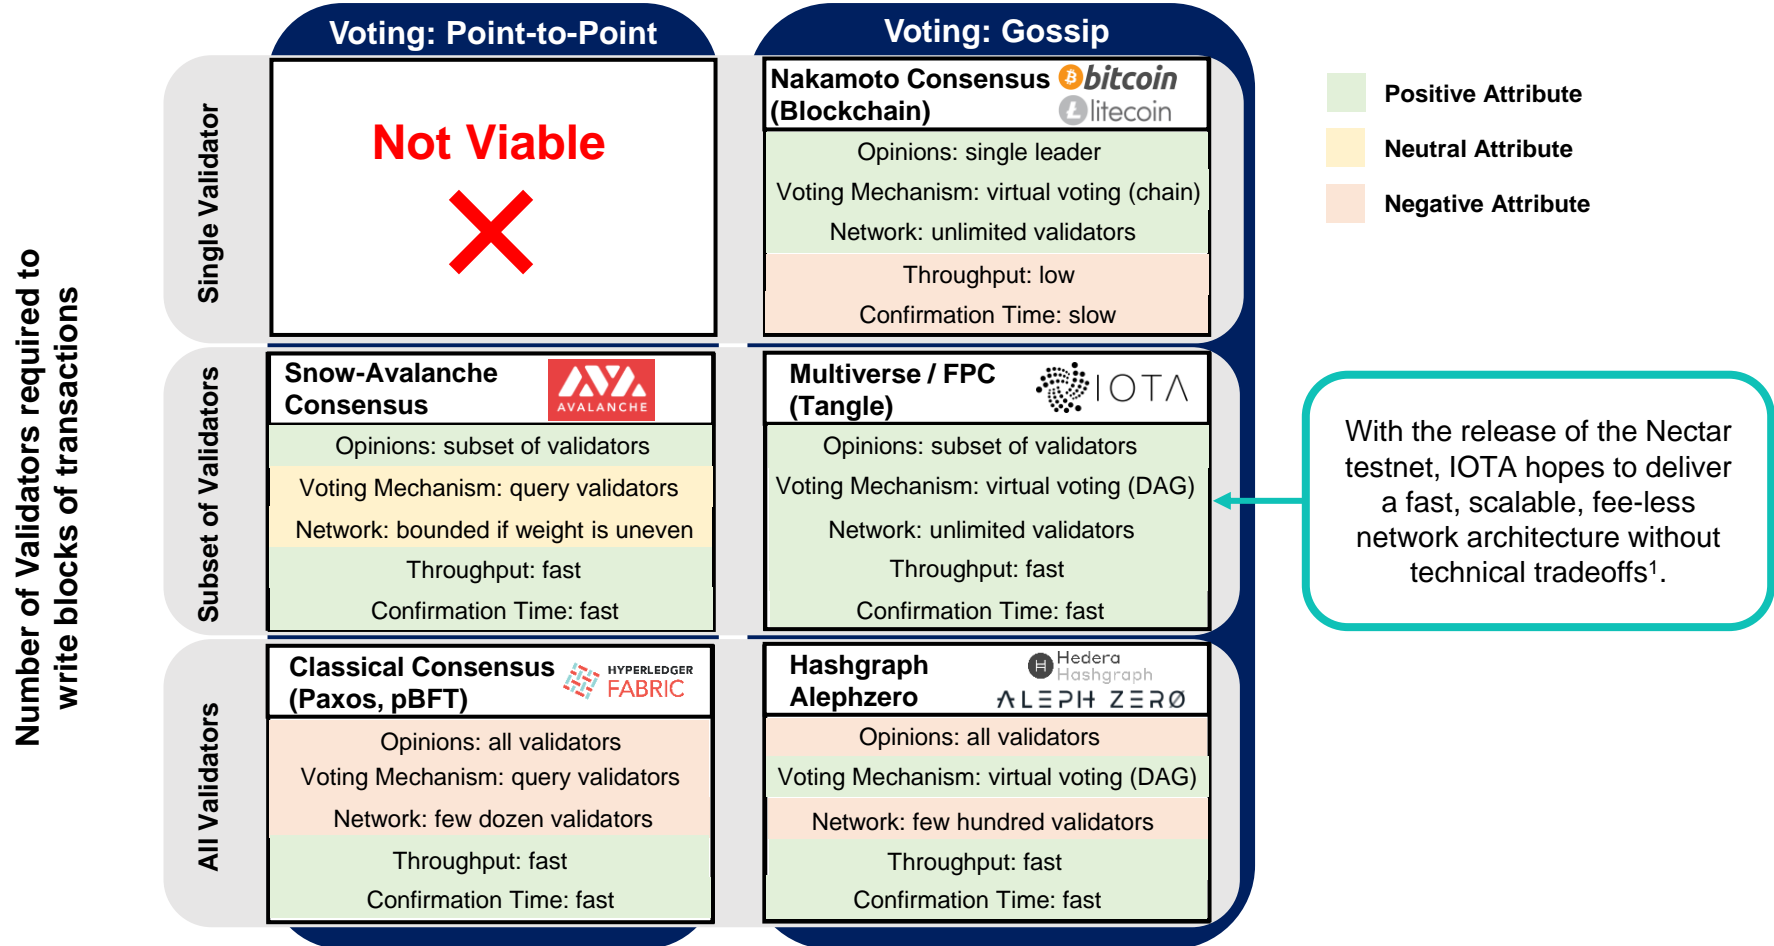 Voting: Point-to-Point
Voting: Gossip
Number of Validators required to
write blocks of transactions
Single Validator
Not Viable
Nakamoto Consensus
(Blockchain)
bitcoin
litecoin
Opinions: single leader
Voting Mechanism: virtual voting (chain)
Network: unlimited validators
Throughput: low
Confirmation Time: slow
Positive Attribute
Neutral Attribute
Negative Attribute
Subset of Validators
Snow-Avalanche
Consensus
AVALANCHE
Opinions: subset of validators
Voting Mechanism: query validators
Network: bounded if weight is uneven
Throughput: fast
Confirmation Time: fast
Multiverse / FPC
(Tangle)
IOTA
Opinions: subset of validators
Voting Mechanism: virtual voting (DAG)
Network: unlimited validators
Throughput: fast
Confirmation Time: fast
With the release of the Nectar
testnet, IOTA hopes to deliver
a fast, scalable, fee-less
network architecture without
technical tradeoffs¹.
All Validators
Classical Consensus
(Paxos, pBFT)
HYPERLEDGER
FABRIC
Opinions: all validators
Voting Mechanism: query validators
Network: few dozen validators
Throughput: fast
Confirmation Time: fast
Hashgraph
Alephzero
H
Hedera
Hashgraph
ALEPH ZERØ
Opinions: all validators
Voting Mechanism: virtual voting (DAG)
Network: few hundred validators
Throughput: fast
Confirmation Time: fast